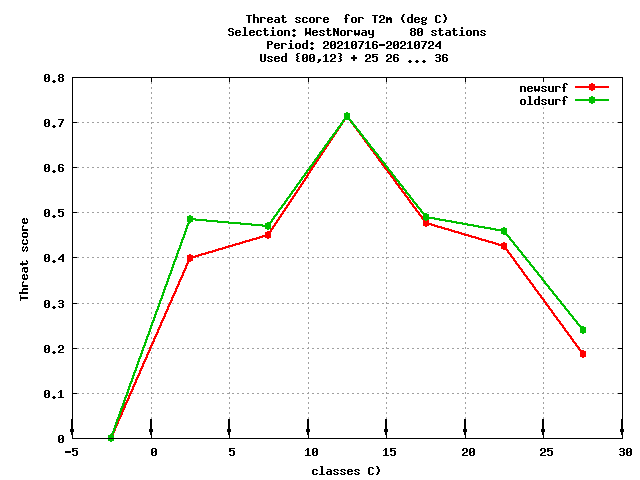 Threat score  for T2m (deg C)
Selection: WestNorway     80 stations
Period: 20210716-20210724
Used {00,12} + 25 26 ... 36
newsurf
oldsurf
Threat score
0.8
0.7
0.6
0.5
0.4
0.3
0.2
0.1
0
-5 0 5 10 15 20 25 30
classes C)